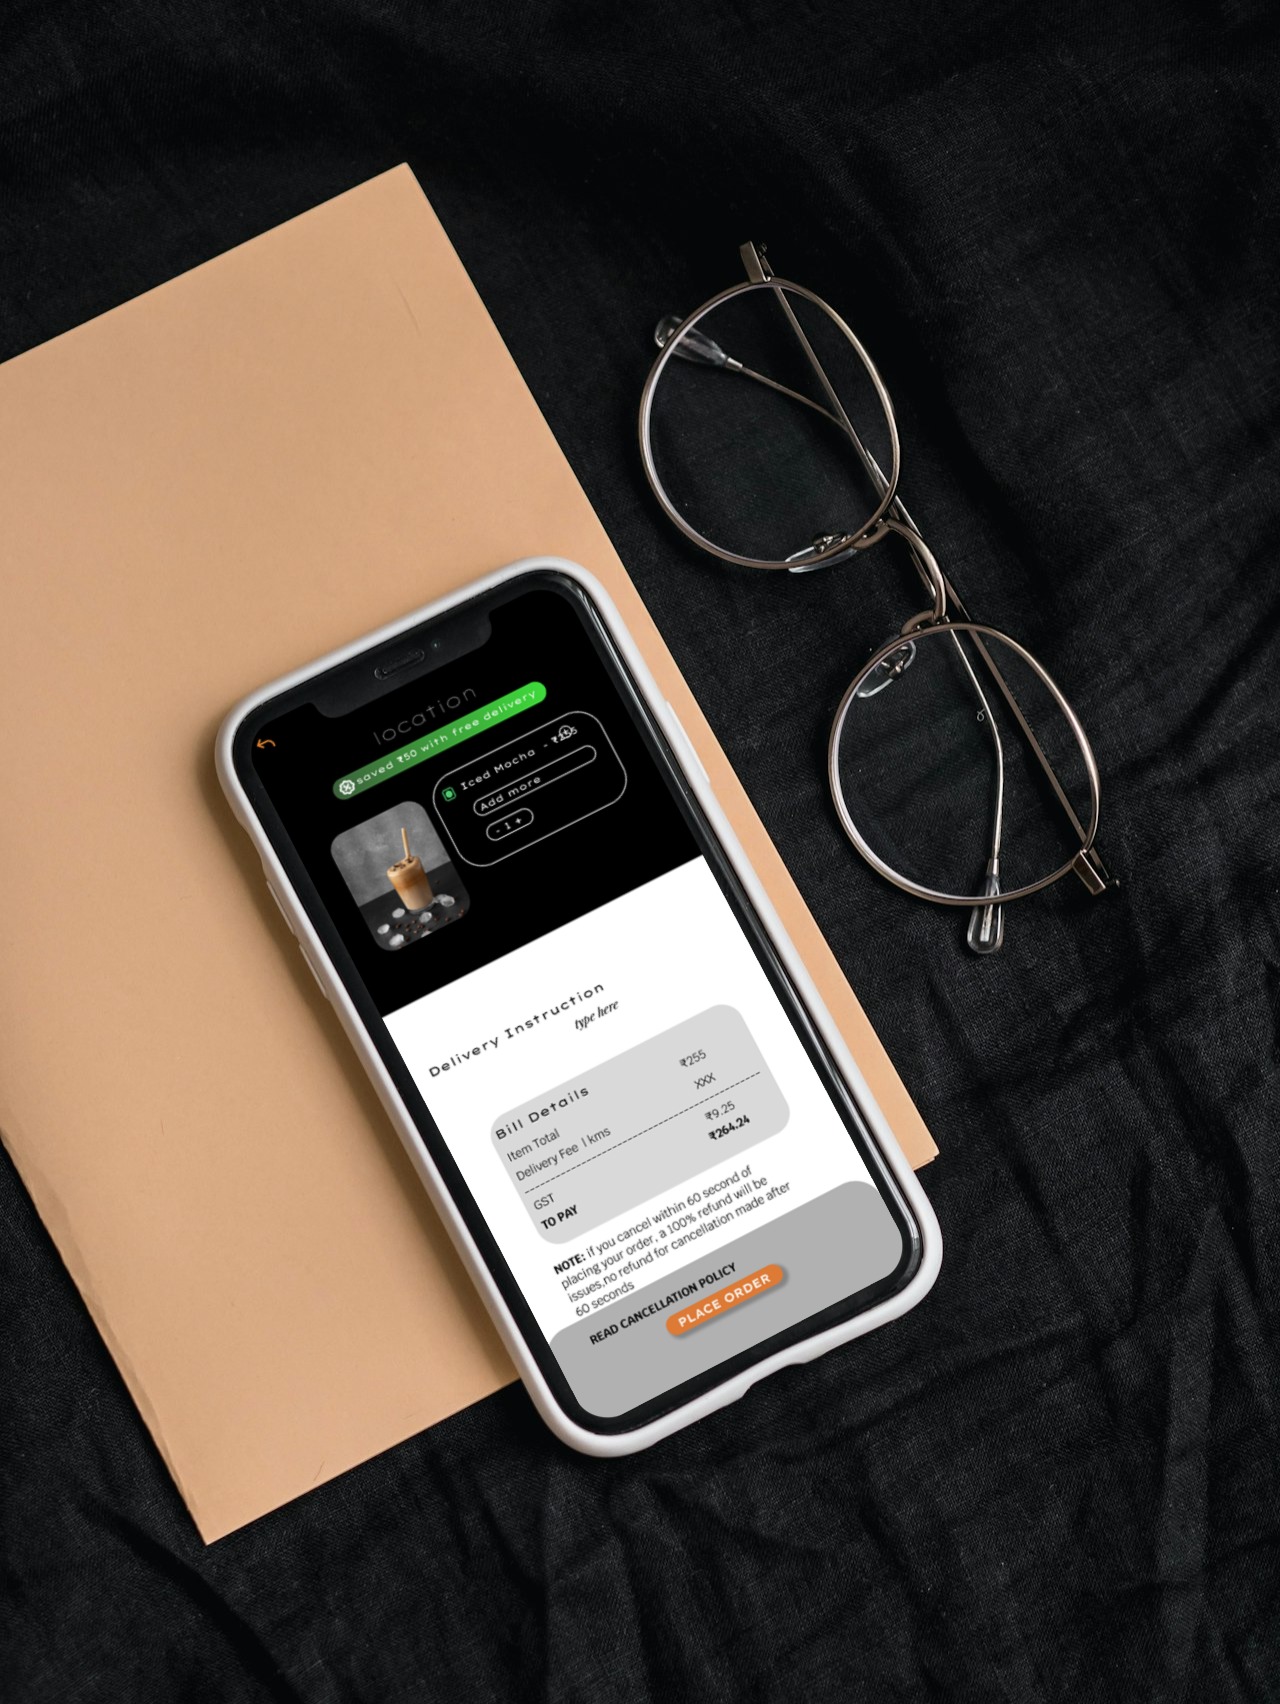 location
saved ₹50 with free delivery
Iced Mocha - ₹255
Add more
- 1 +
Delivery Instruction
type here
Bill Details
Item Total ₹255
Delivery Fee | kms XXX
GST ₹9.25
TO PAY ₹264.24
NOTE: if you cancel within 60 second of
placing your order, a 100% refund will be
issues,no refund for cancellation made after
60 seconds
READ CANCELLATION POLICY
PLACE ORDER